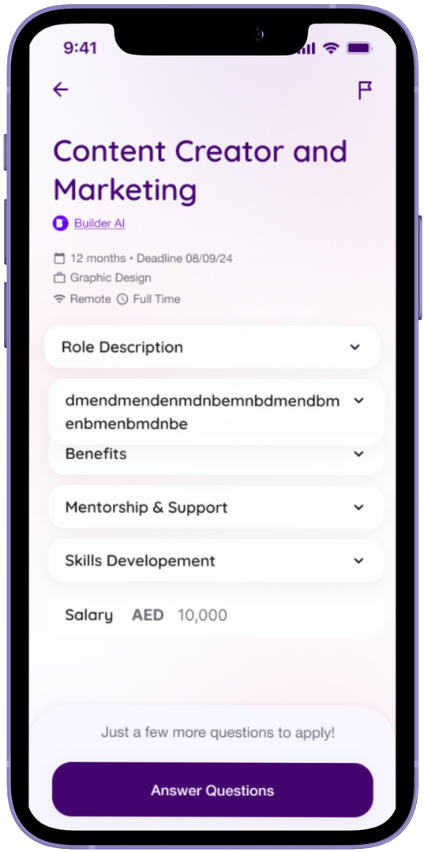 9:41
Content Creator and
Marketing
Builder AI
12 months • Deadline 08/09/24
Graphic Design
Remote Full Time
Role Description
dmendmendenmdnbemnbdmendbm
enbmenbmdnbe
Benefits
Mentorship & Support
Skills Developement
Salary AED 10,000
Just a few more questions to apply!
Answer Questions